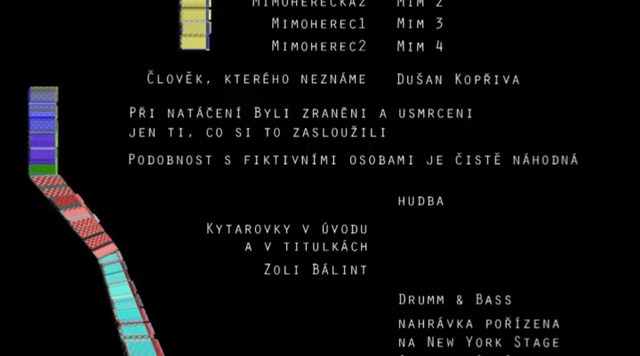 Mimoherečka2 Mim 2
Mimoherec1 Mim 3
Mimoherec2 Mim 4
Člověk, kterého neznáme Dušan Kopřiva
Při natáčení byli zraněni a usmrceni
jen ti, co si to zasloužili
Podobnost s fiktivními osobami je čistě náhodná
hudba
Kytarovky v úvodu
a v titulkách
Zoli Bálint
Drumm & Bass
nahrávka pořízena
na New York Stage